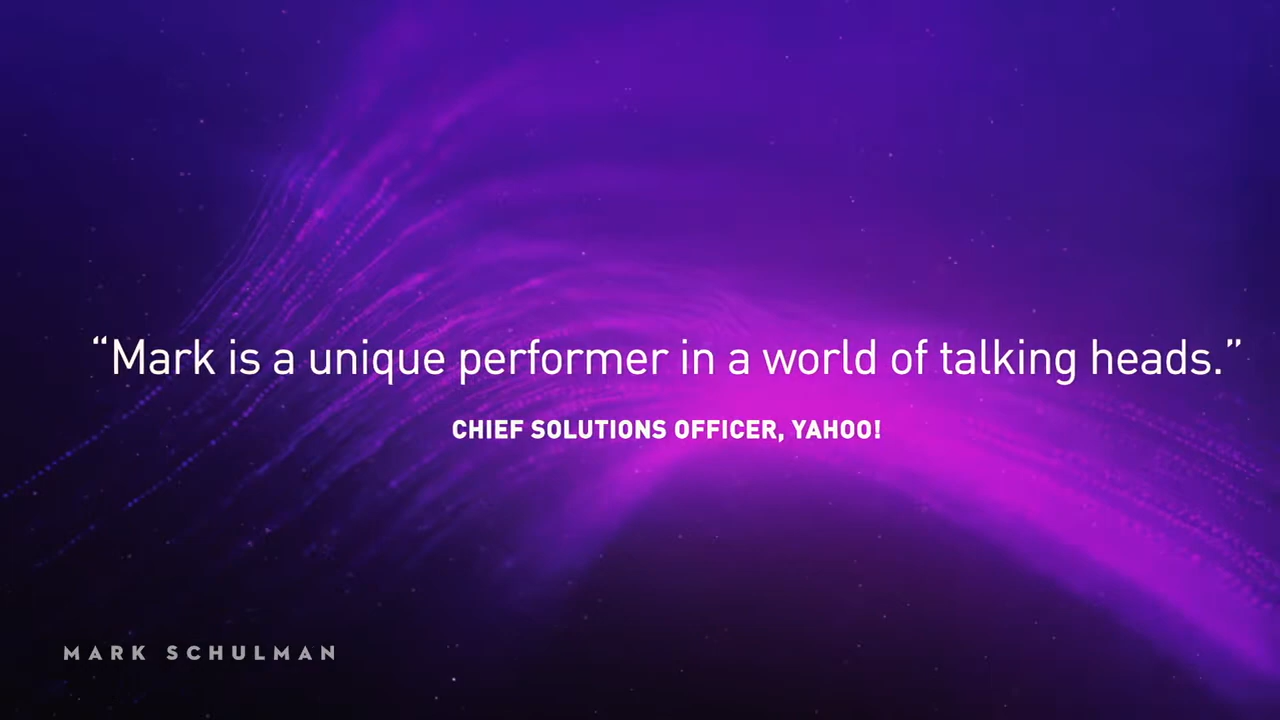 “Mark is a unique performer in a world of talking heads.”
CHIEF SOLUTIONS OFFICER, YAHOO!
MARK SCHULMAN